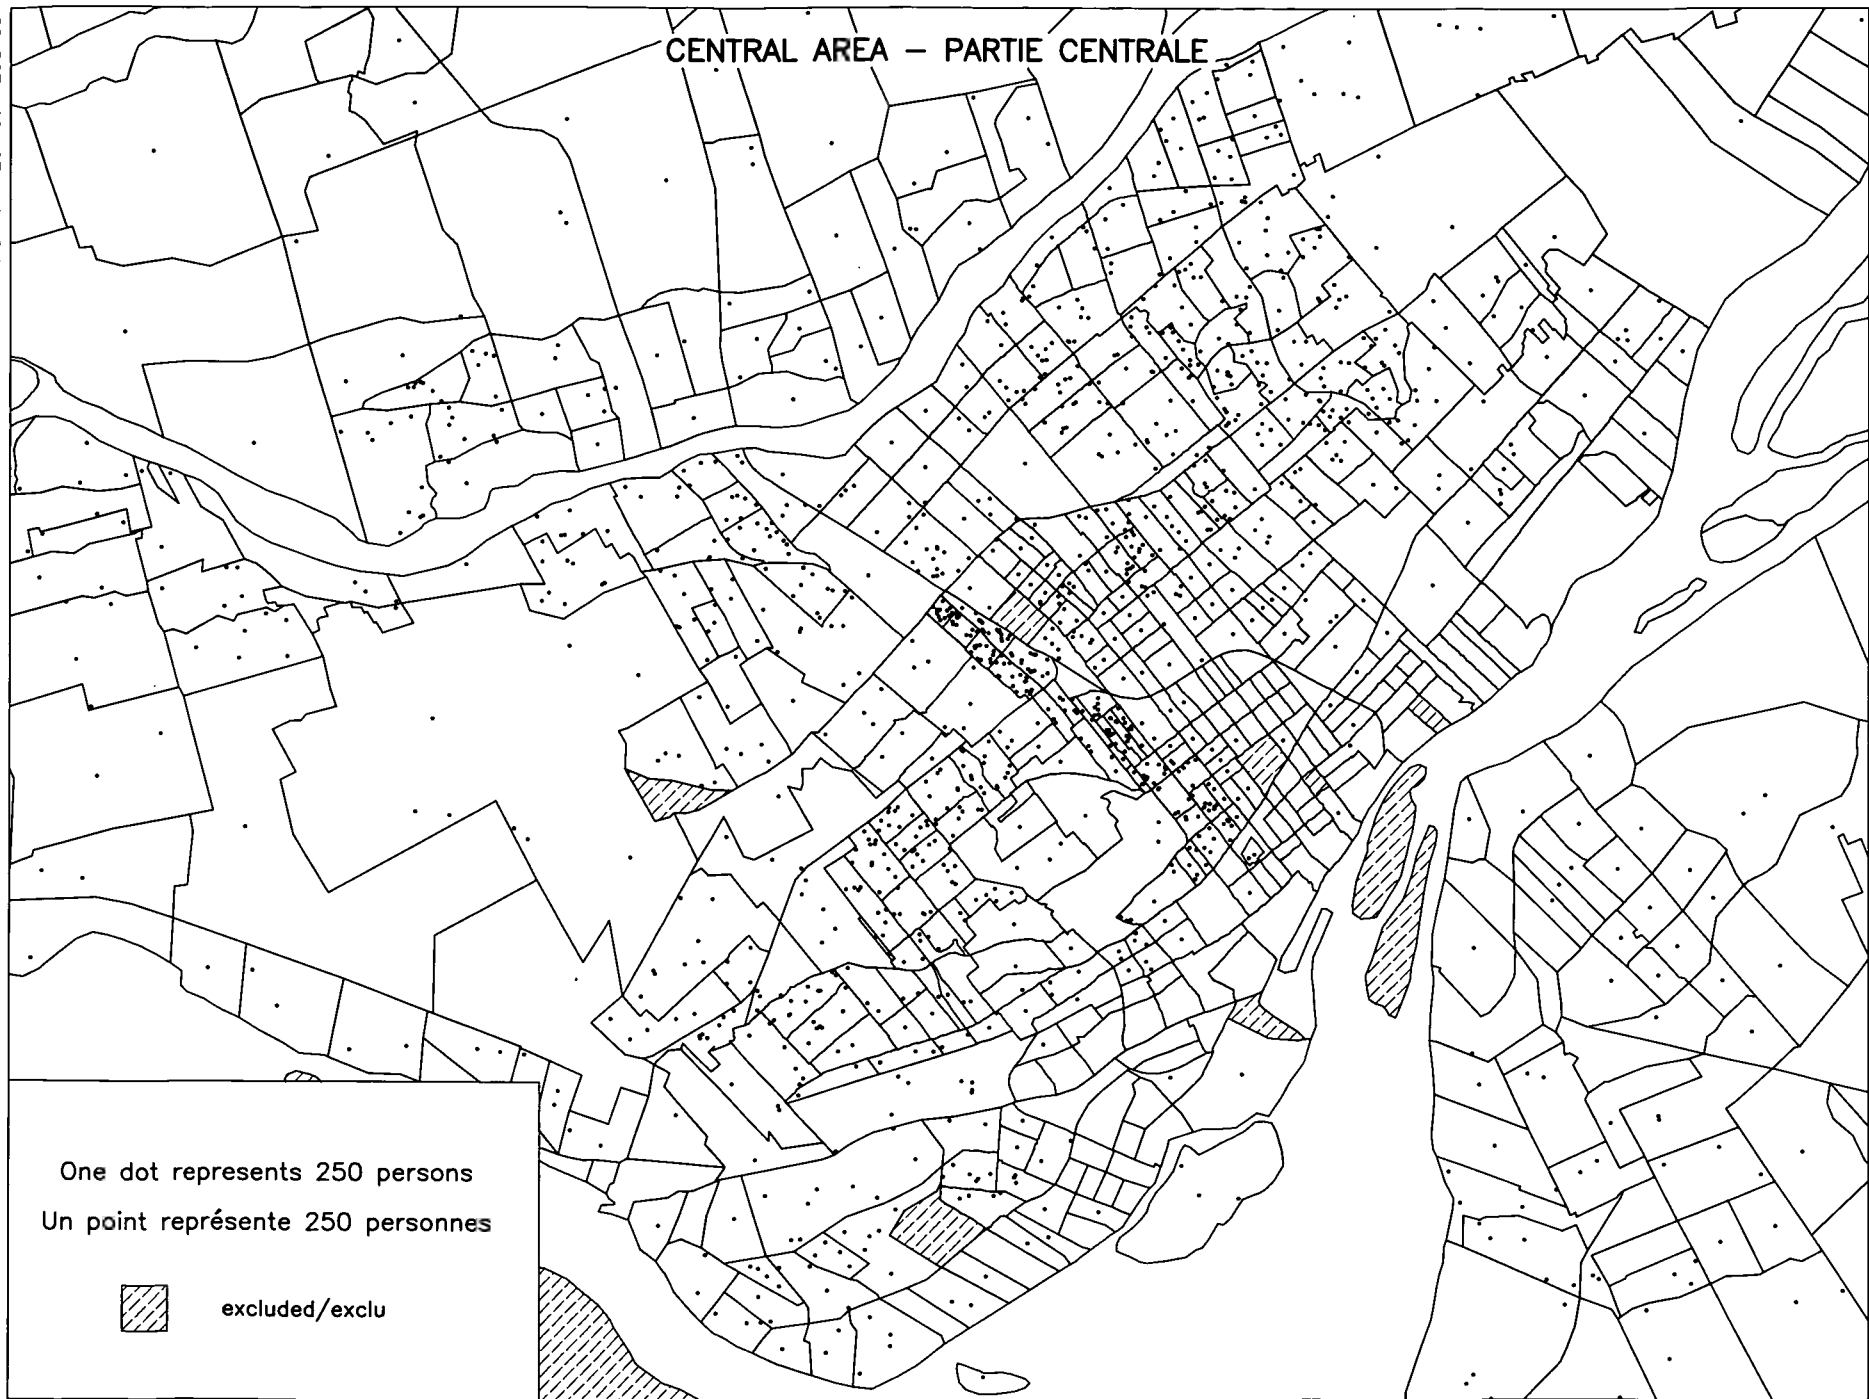 CENTRAL AREA – PARTIE CENTRALE
One dot represents 250 persons
Un point représente 250 personnes
excluded/exclu